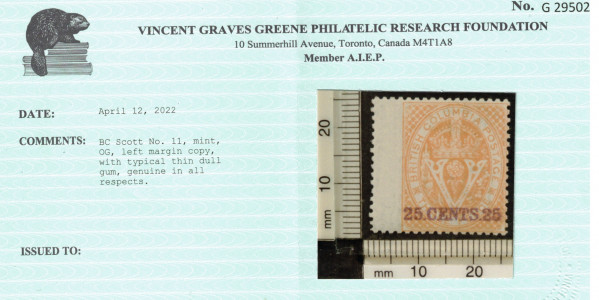 No. G 29502
VINCENT GRAVES GREENE PHILATELIC RESEARCH FOUNDATION
10 Summerhill Avenue, Toronto, Canada M4T1A8
Member A.I.E.P.
DATE: April 12, 2022
COMMENTS: BC Scott No. 11, mint,
OG, left margin copy,
with typical thin dull
gum, genuine in all
respects.
ISSUED TO:
20
10
mm
BRITISH COLUMBIA POSTAGE
V
25.CENTS.25
mm 10 20